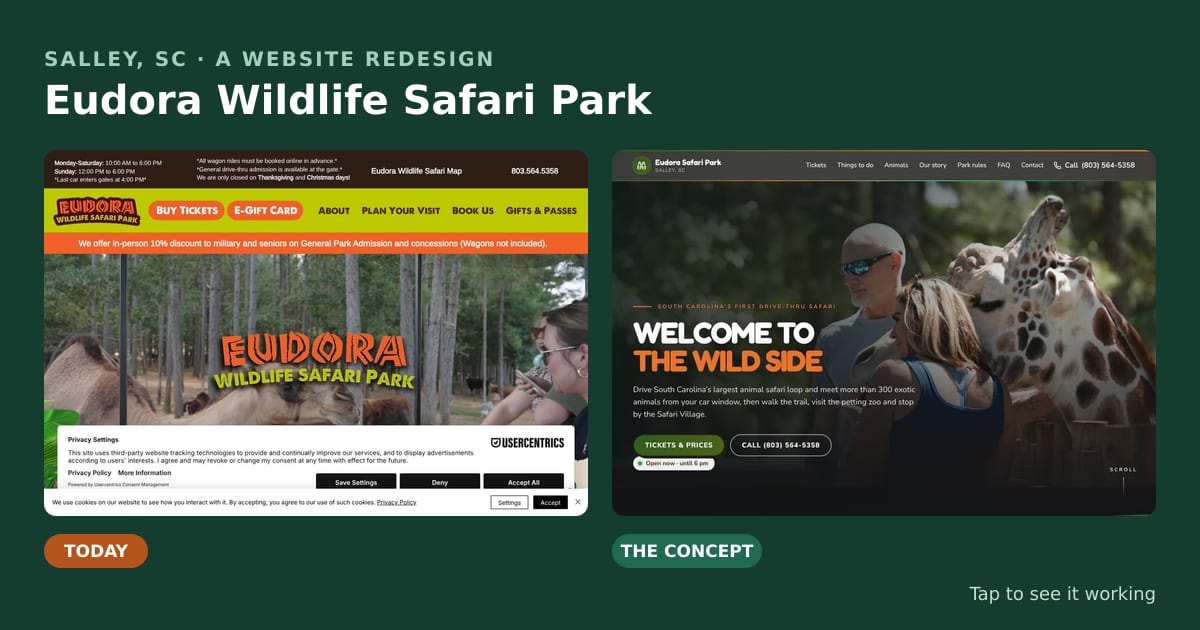 SALLEY, SC · A WEBSITE REDESIGN
Eudora Wildlife Safari Park
Monday-Saturday: 10:00 AM to 6:00 PM
Sunday: 12:00 PM to 6:00 PM
*Last car enters gates at 4:00 PM*
*All wagon rides must be booked online in advance.*
*General drive-thru admission is available at the gate.*
We are only closed on Thanksgiving and Christmas days!
Eudora Wildlife Safari Map
803.564.5358
EUDORA
WILDLIFE SAFARI PARK
BUY TICKETS
E-GIFT CARD
ABOUT
PLAN YOUR VISIT
BOOK US
GIFTS & PASSES
We offer in-person 10% discount to military and seniors on General Park Admission and concessions (Wagons not included).
EUDORA
WILDLIFE SAFARI PARK
Privacy Settings
USERCENTRICS
This site uses third-party website tracking technologies to provide and continually improve our services, and to display advertisements
according to users' interests. I agree and may revoke or change my consent at any time with effect for the future.
Privacy Policy More Information
Powered by Usercentrics Consent Management
Save Settings
Deny
Accept All
We use cookies on our website to see how you interact with it. By accepting, you agree to our use of such cookies. Privacy Policy
Settings
Accept
TODAY
Eudora Safari Park
SALLEY, SC
Tickets
Things to do
Animals
Our story
Park rules
FAQ
Contact
Call (803) 564-5358
SOUTH CAROLINA'S FIRST DRIVE-THRU SAFARI
WELCOME TO
THE WILD SIDE
Drive South Carolina's largest animal safari loop and meet more than 300 exotic
animals from your car window, then walk the trail, visit the petting zoo and stop
by the Safari Village.
TICKETS & PRICES
CALL (803) 564-5358
Open now · until 6 pm
SCROLL
THE CONCEPT
Tap to see it working